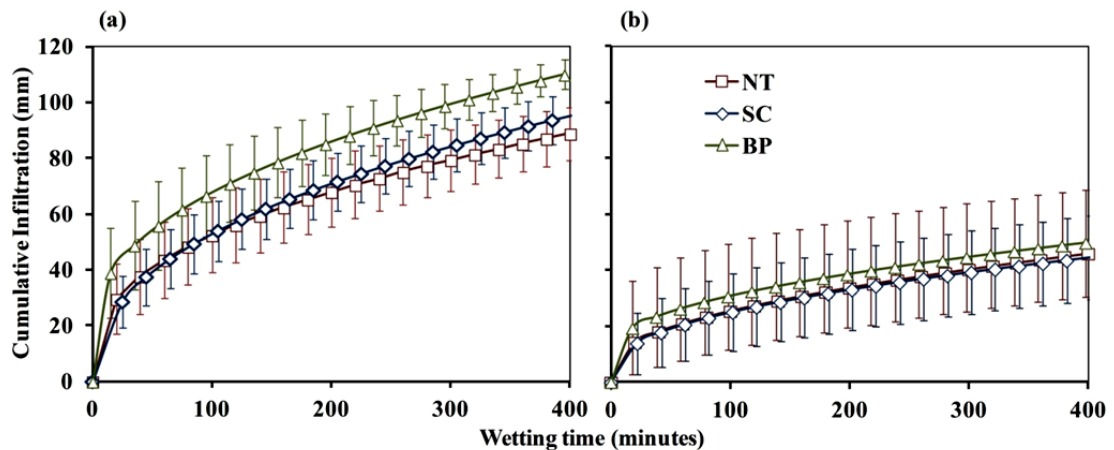 (a)
(b)
Cumulative Infiltration (mm)
120
100
80
60
40
20
0
0 100 200 300 400
NT
SC
BP
0 100 200 300 400
Wetting time (minutes)